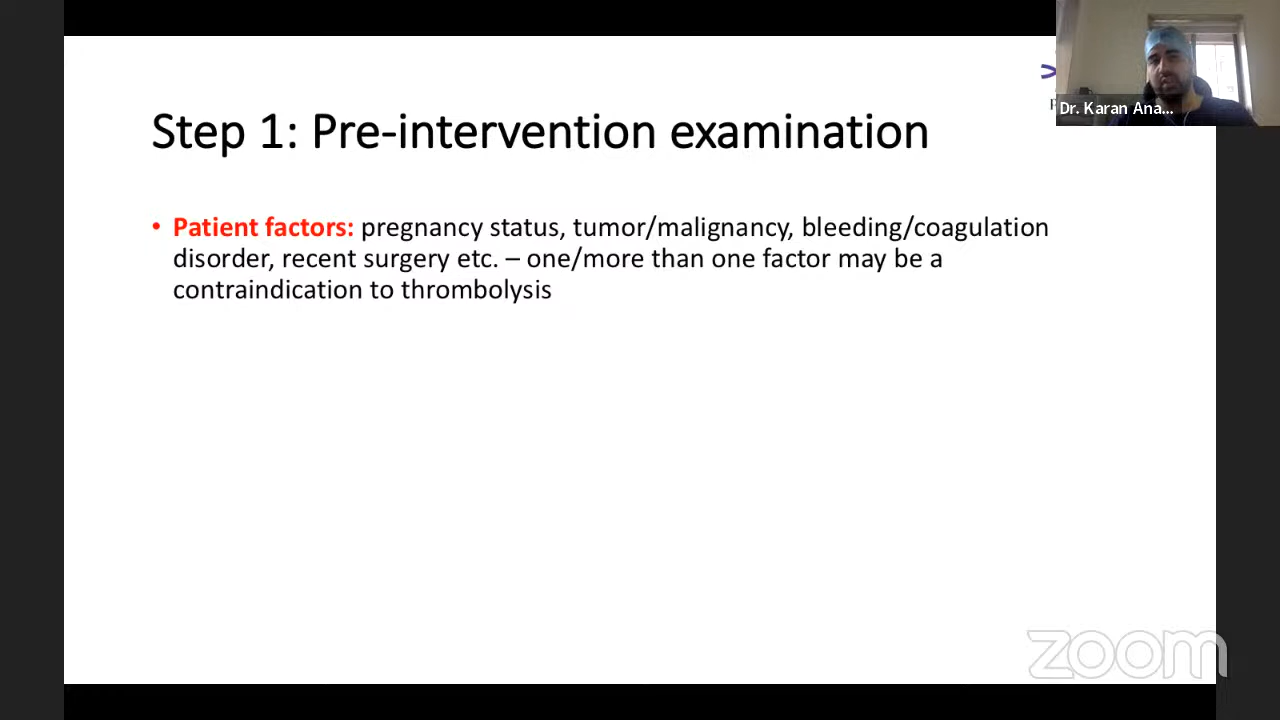 Step 1: Pre-intervention examination
Dr. Karan Ana...
• Patient factors: pregnancy status, tumor/malignancy, bleeding/coagulation
disorder, recent surgery etc. – one/more than one factor may be a
contraindication to thrombolysis
zoom